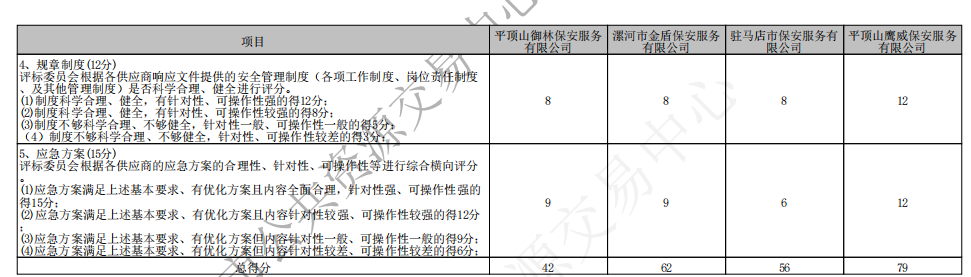 项目
平顶山御林保安服务
有限公司
漯河市金盾保安服务
有限公司
驻马店市保安服务有
限公司
平顶山鹰威保安服务
有限公司
4、规章制度(12分)
评标委员会根据各供应商响应文件提供的安全管理制度（各项工作制度、岗位责任制度
、及其他管理制度）是否科学合理、健全进行评分。
(1)制度科学合理、健全，有针对性、可操作性强的得12分；
(2)制度科学合理、健全，有针对性、可操作性较强的得8分；
(3)制度不够科学合理、不够健全，针对性一般、可操作性一般的得5分；
（4）制度不够科学合理、不够健全，针对性、可操作性较差的得3分；
8
8
8
12
5、应急方案(15分)
评标委员会根据各供应商的应急方案的合理性、针对性、可操作性等进行综合横向评分
。
(1)应急方案满足上述基本要求、有优化方案且内容全面合理，针对性强、可操作性强的
得15分；
(2)应急方案满足上述基本要求、有优化方案且内容针对性较强、可操作性较强的得12分
；
(3)应急方案满足上述基本要求、有优化方案但内容针对性一般、可操作性一般的得9分；
(4)应急方案满足上述基本要求、有优化方案但内容针对性较差、可操作性较差的得6分；
9
9
6
12
总得分
42
62
56
79
市公共资源交易中心
源交易中心